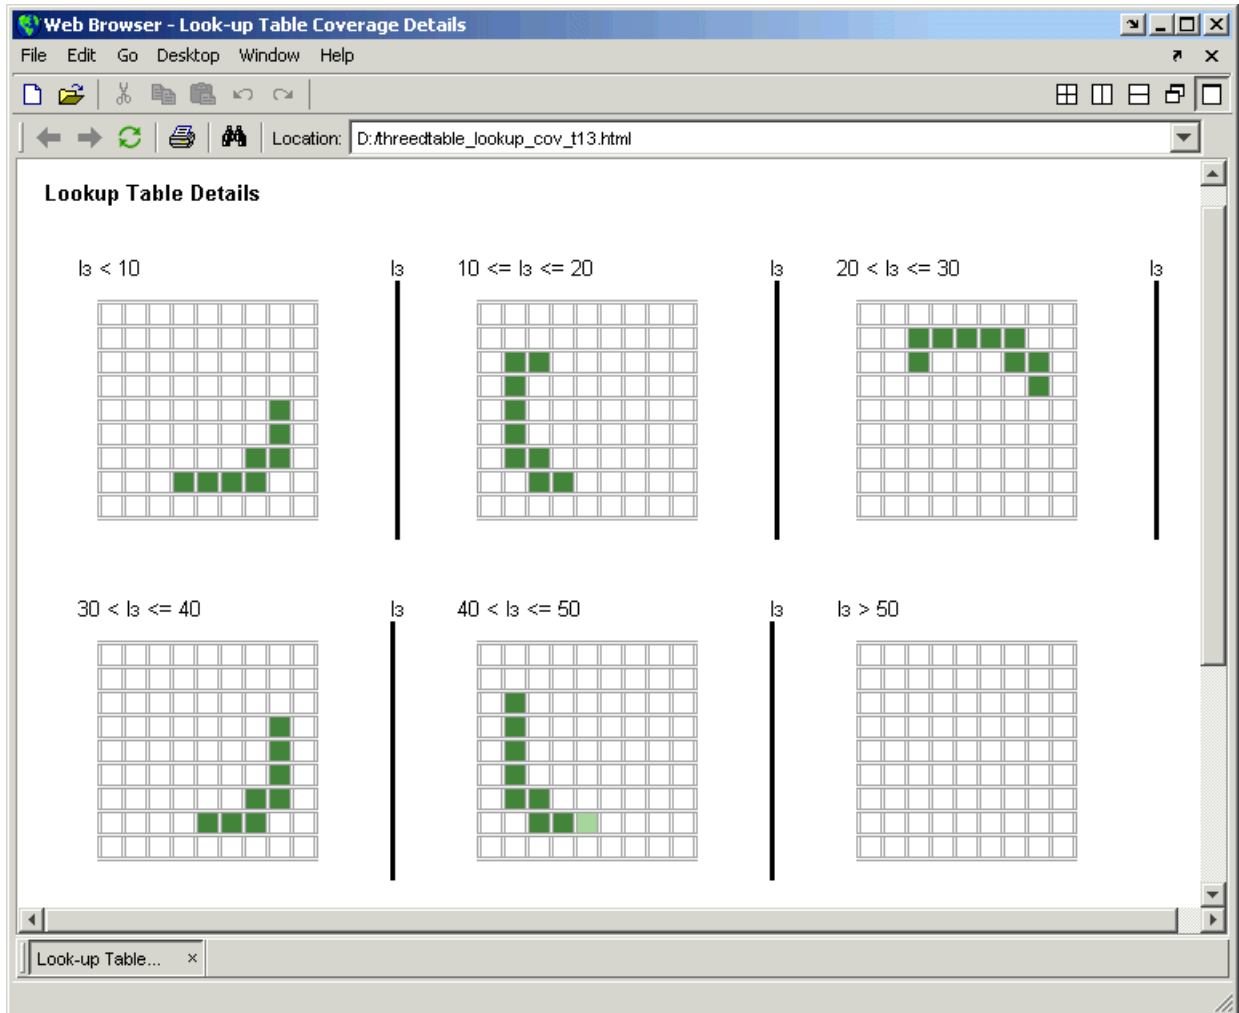 Web Browser - Look-up Table Coverage Details
File Edit Go Desktop Window Help
Location: D:/threedtable_lookup_cov_t13.html
Lookup Table Details
I3 < 10 I3 10 <= I3 <= 20 I3 20 < I3 <= 30 I3
30 < I3 <= 40 I3 40 < I3 <= 50 I3 I3 > 50
Look-up Table...